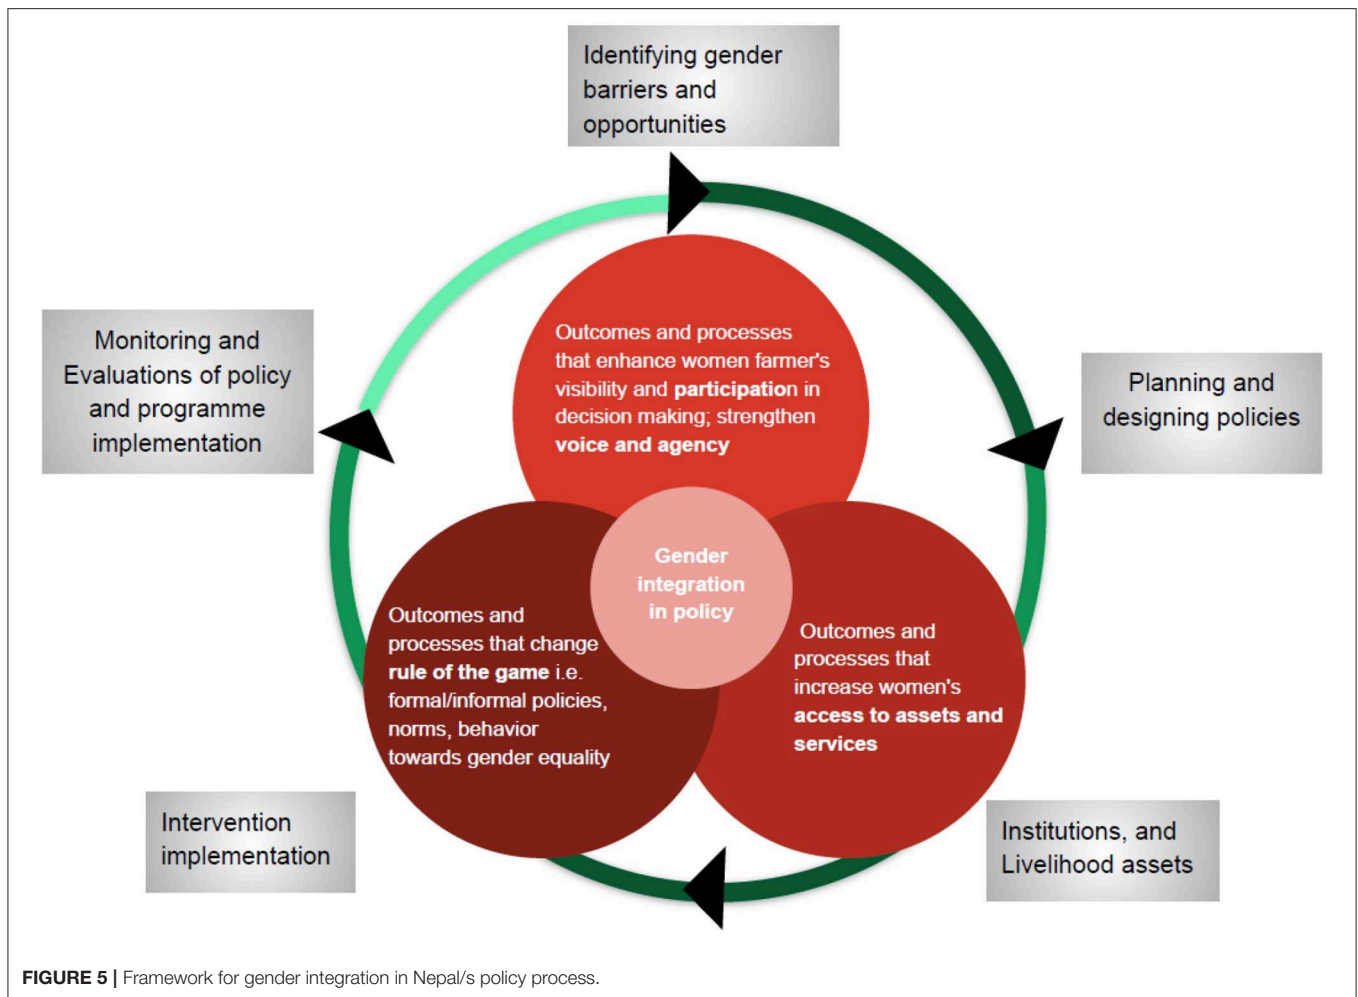 Identifying gender
barriers and
opportunities
Monitoring and
Evaluations of policy
and programme
implementation
Planning and
designing policies
Outcomes and processes
that enhance women farmer's
visibility and participation in
decision making; strengthen
voice and agency
Gender
integration
in policy
Outcomes and
processes that change
rule of the game i.e.
formal/informal policies,
norms, behavior
towards gender equality
Outcomes and
processes that
increase women's
access to assets and
services
Intervention
implementation
Institutions, and
Livelihood assets
FIGURE 5 | Framework for gender integration in Nepal/s policy process.